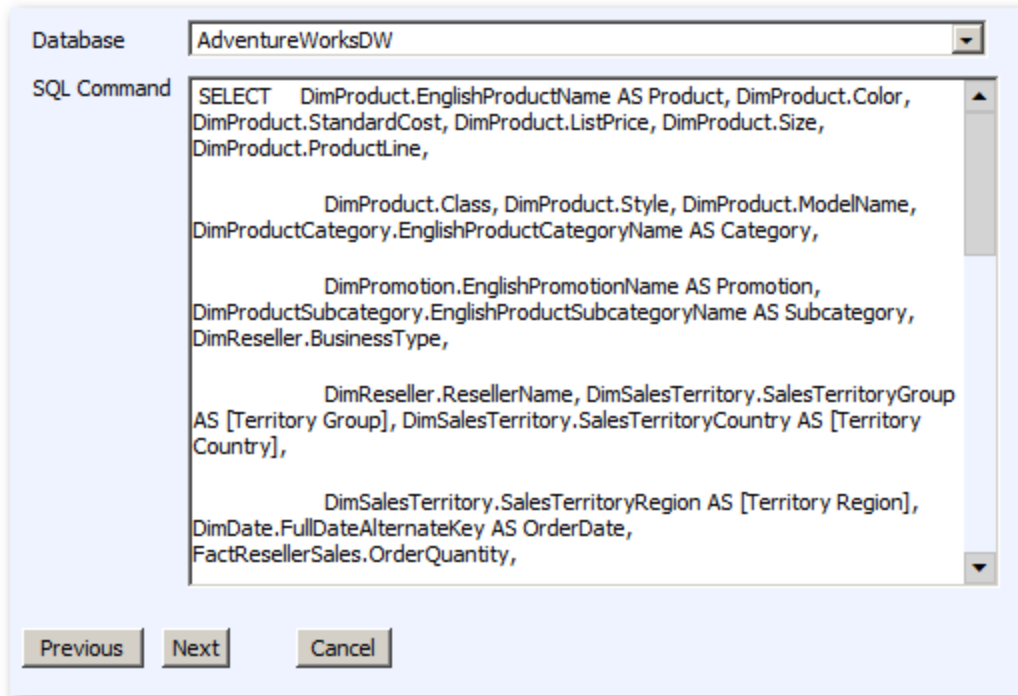 Database
AdventureWorksDW
SQL Command
SELECT DimProduct.EnglishProductName AS Product, DimProduct.Color,
DimProduct.StandardCost, DimProduct.ListPrice, DimProduct.Size,
DimProduct.ProductLine,
DimProduct.Class, DimProduct.Style, DimProduct.ModelName,
DimProductCategory.EnglishProductCategoryName AS Category,
DimPromotion.EnglishPromotionName AS Promotion,
DimProductSubcategory.EnglishProductSubcategoryName AS Subcategory,
DimReseller.BusinessType,
DimReseller.ResellerName, DimSalesTerritory.SalesTerritoryGroup
AS [Territory Group], DimSalesTerritory.SalesTerritoryCountry AS [Territory
Country],
DimSalesTerritory.SalesTerritoryRegion AS [Territory Region],
DimDate.FullDateAlternateKey AS OrderDate,
FactResellerSales.OrderQuantity,
Previous
Next
Cancel